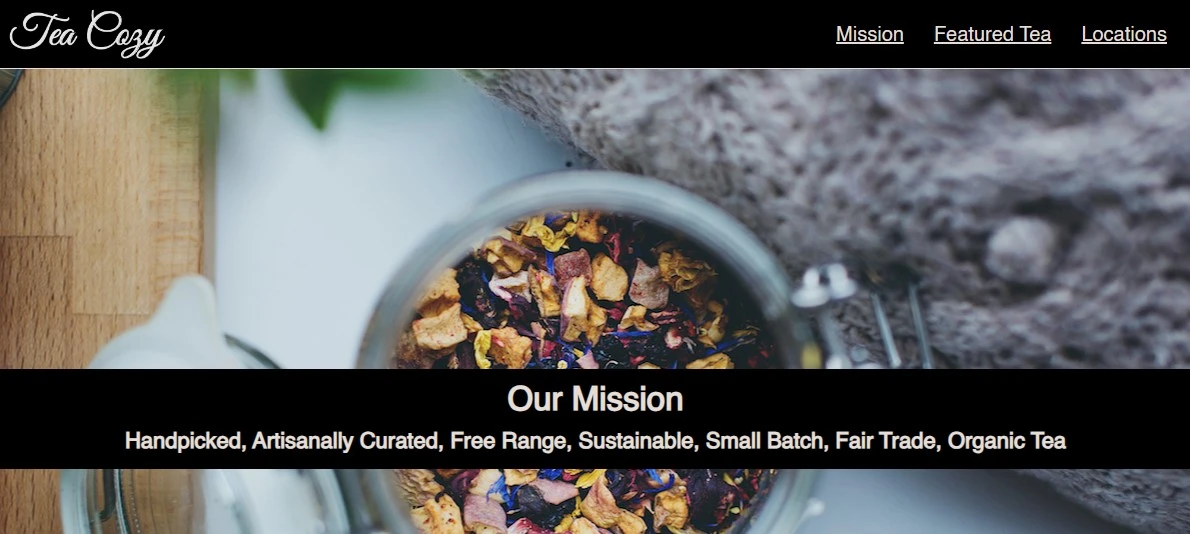 Tea Cozy
Mission Featured Tea Locations
Our Mission
Handpicked, Artisanally Curated, Free Range, Sustainable, Small Batch, Fair Trade, Organic Tea